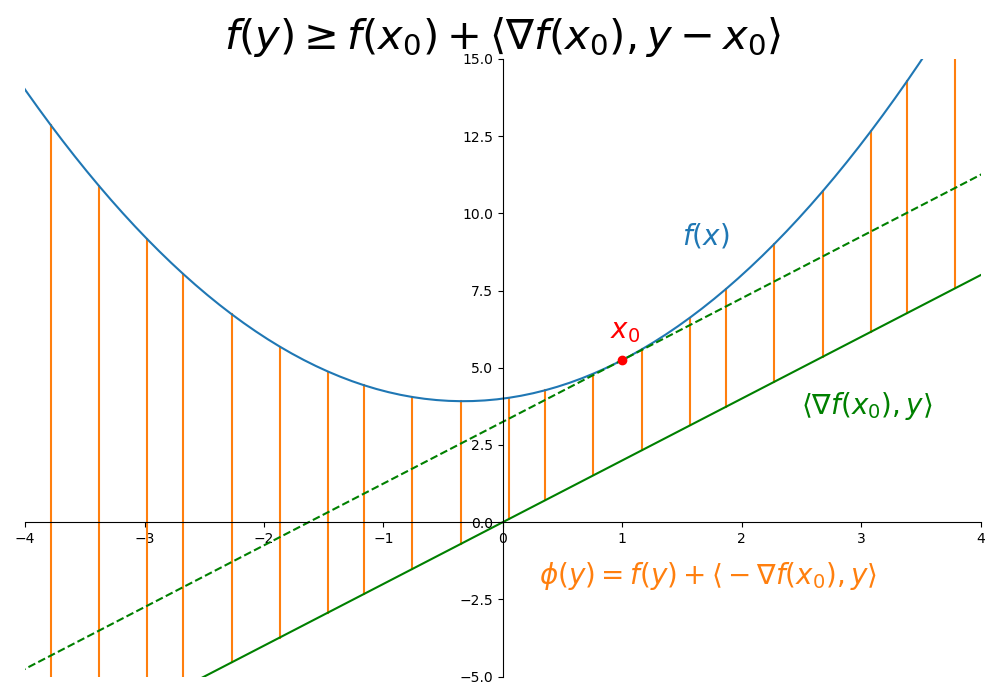 f(y) ≥ f(x₀) + ⟨∇f(x₀), y − x₀⟩
15.0
12.5
10.0
f(x)
7.5
x₀
5.0
⟨∇f(x₀), y⟩
2.5
0.0
−4 −3 −2 −1 0 1 2 3 4
ϕ(y) = f(y) + ⟨ − ∇f(x₀), y⟩
−2.5
−5.0